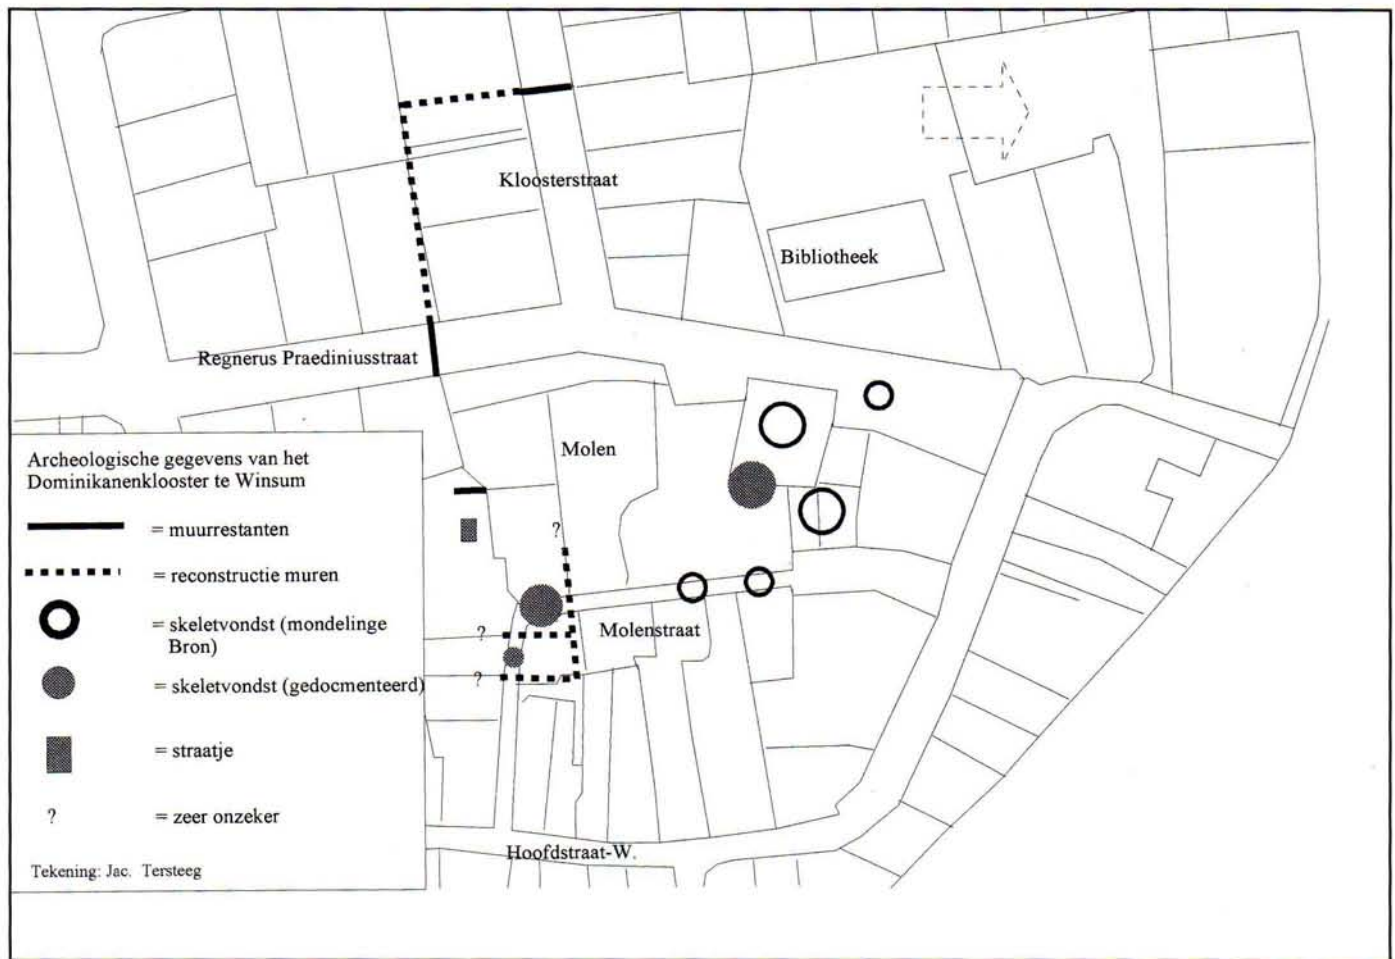 Kloosterstraat
Bibliotheek
Regnerus Praediniusstraat
Molen
?
?
Molenstraat
?
Hoofdstraat-W.
Archeologische gegevens van het
Dominikanenklooster te Winsum
= muurrestanten
= reconstructie muren
= skeletvondst (mondelinge
Bron)
= skeletvondst (gedocmenteerd)
= straatje
? = zeer onzeker
Tekening: Jac. Tersteeg